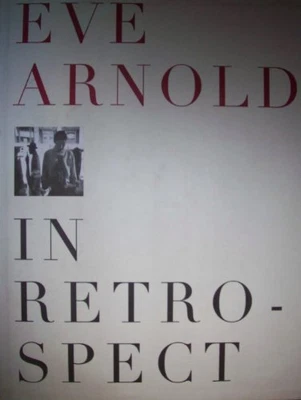 EVE
ARNOLD
IN
RETRO-
SPECT